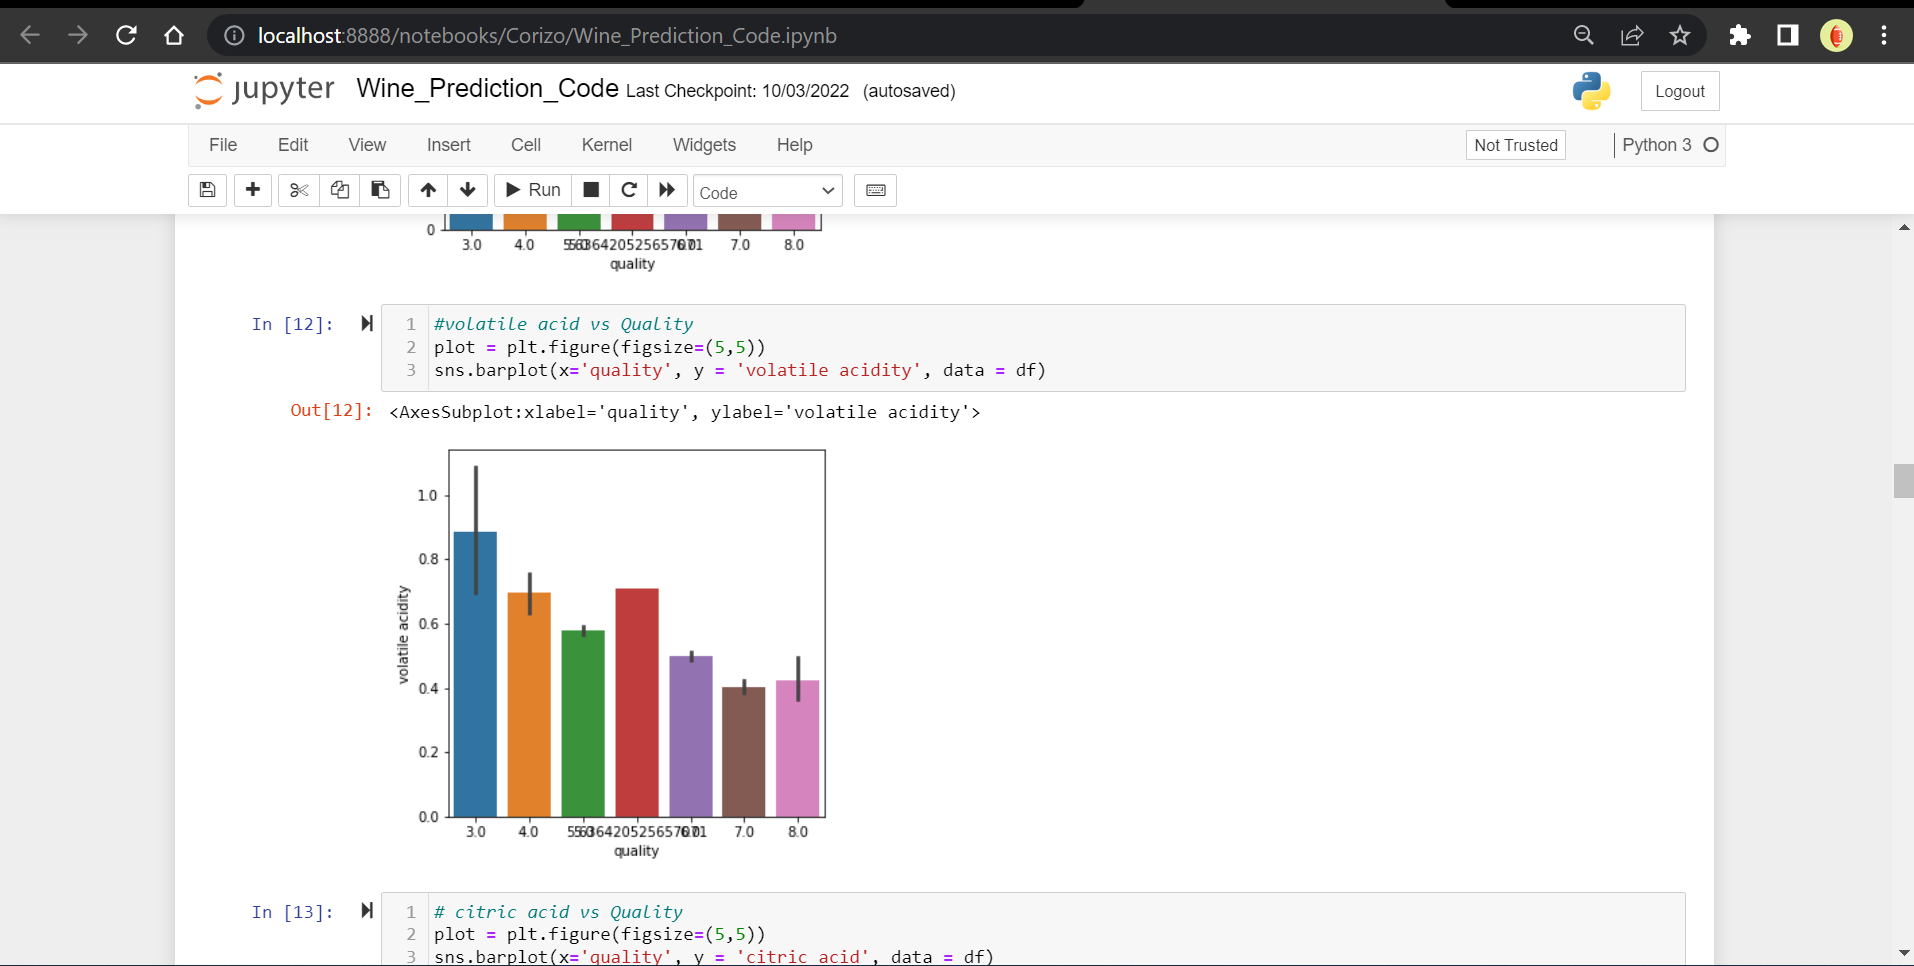 localhost:8888/notebooks/Corizo/Wine_Prediction_Code.ipynb
jupyter Wine_Prediction_Code Last Checkpoint: 10/03/2022 (autosaved)
Logout
File Edit View Insert Cell Kernel Widgets Help
Not Trusted
Python 3
Run
Code
0
3.0 4.0 7.0 8.0
quality
In [12]:
1 #volatile acid vs Quality
2 plot = plt.figure(figsize=(5,5))
3 sns.barplot(x='quality', y = 'volatile acidity', data = df)
Out[12]: <AxesSubplot:xlabel='quality', ylabel='volatile acidity'>
1.0
0.8
0.6
0.4
0.2
0.0
volatile acidity
3.0 4.0 7.0 8.0
quality
In [13]:
1 # citric acid vs Quality
2 plot = plt.figure(figsize=(5,5))
3 sns.barplot(x='quality', y = 'citric acid', data = df)